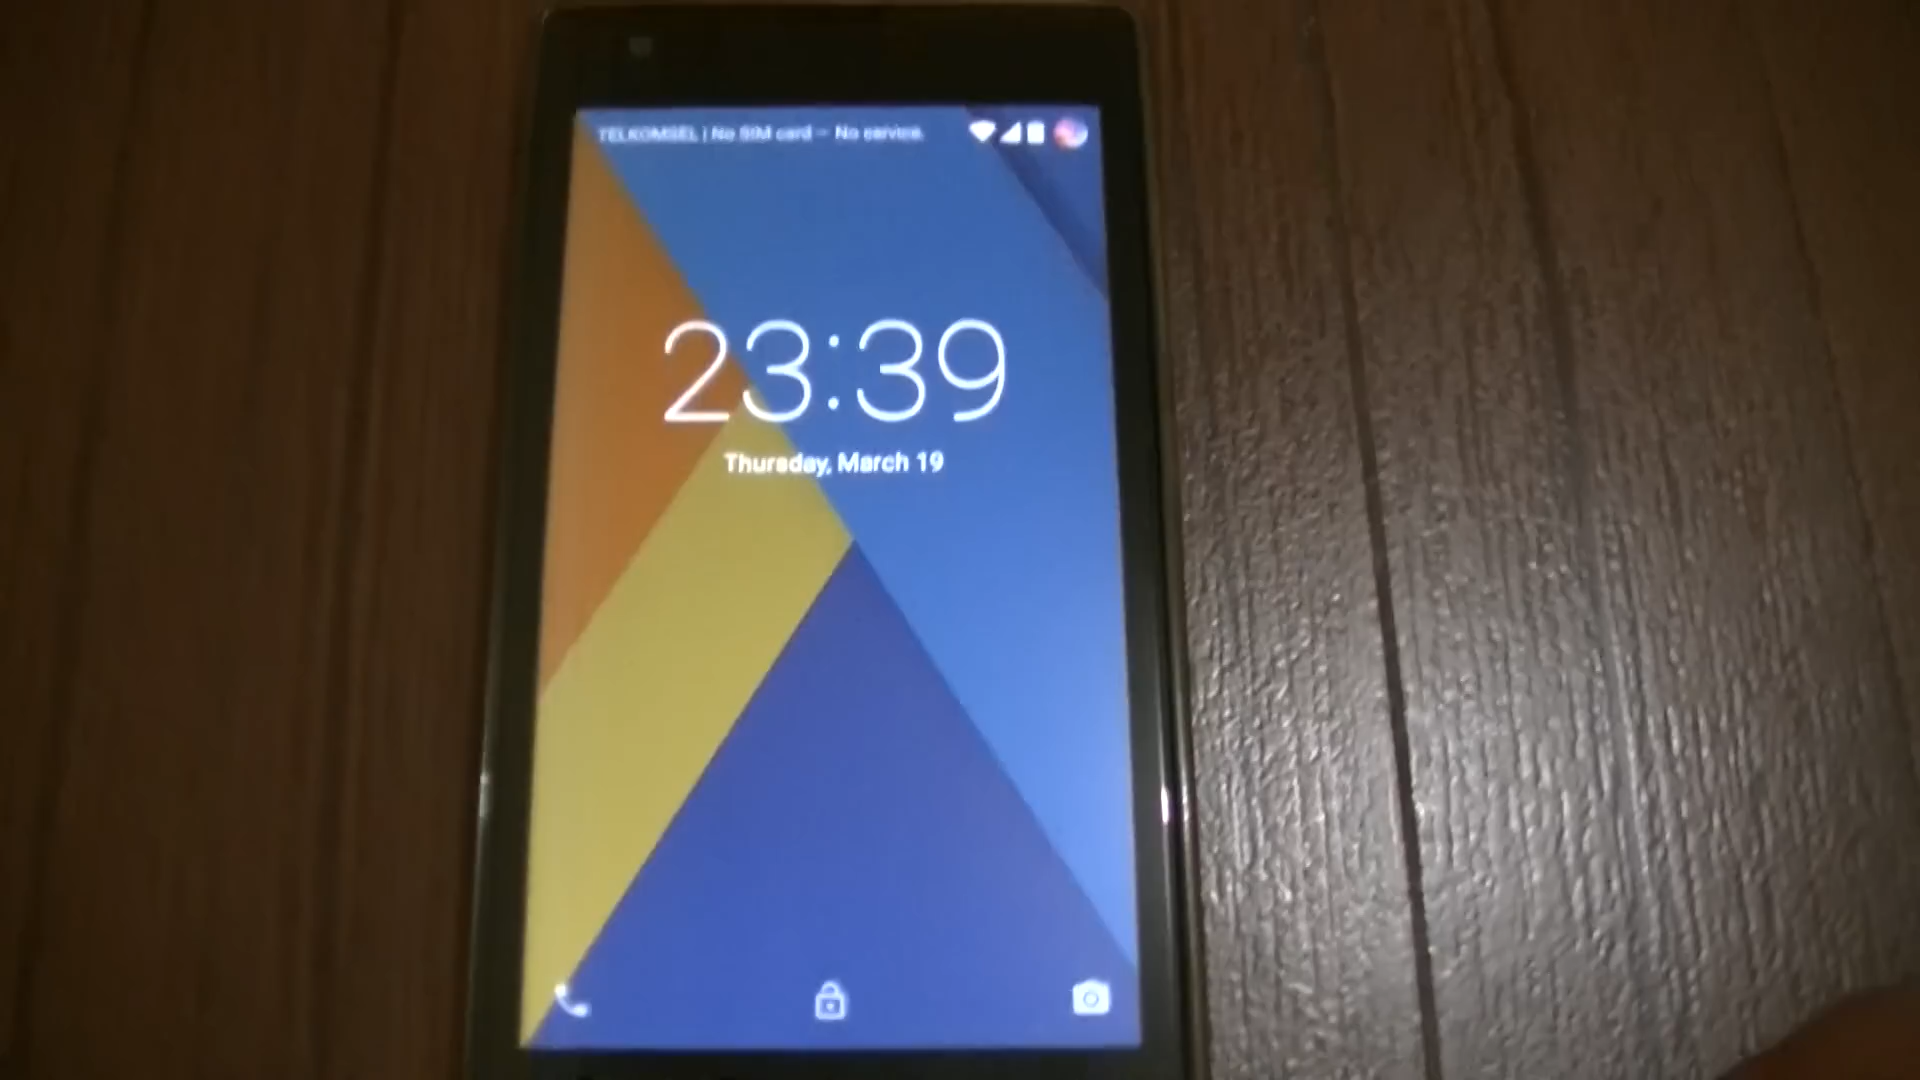 TELKOMSEL | No SIM card – No service.
23:39
Thursday, March 19